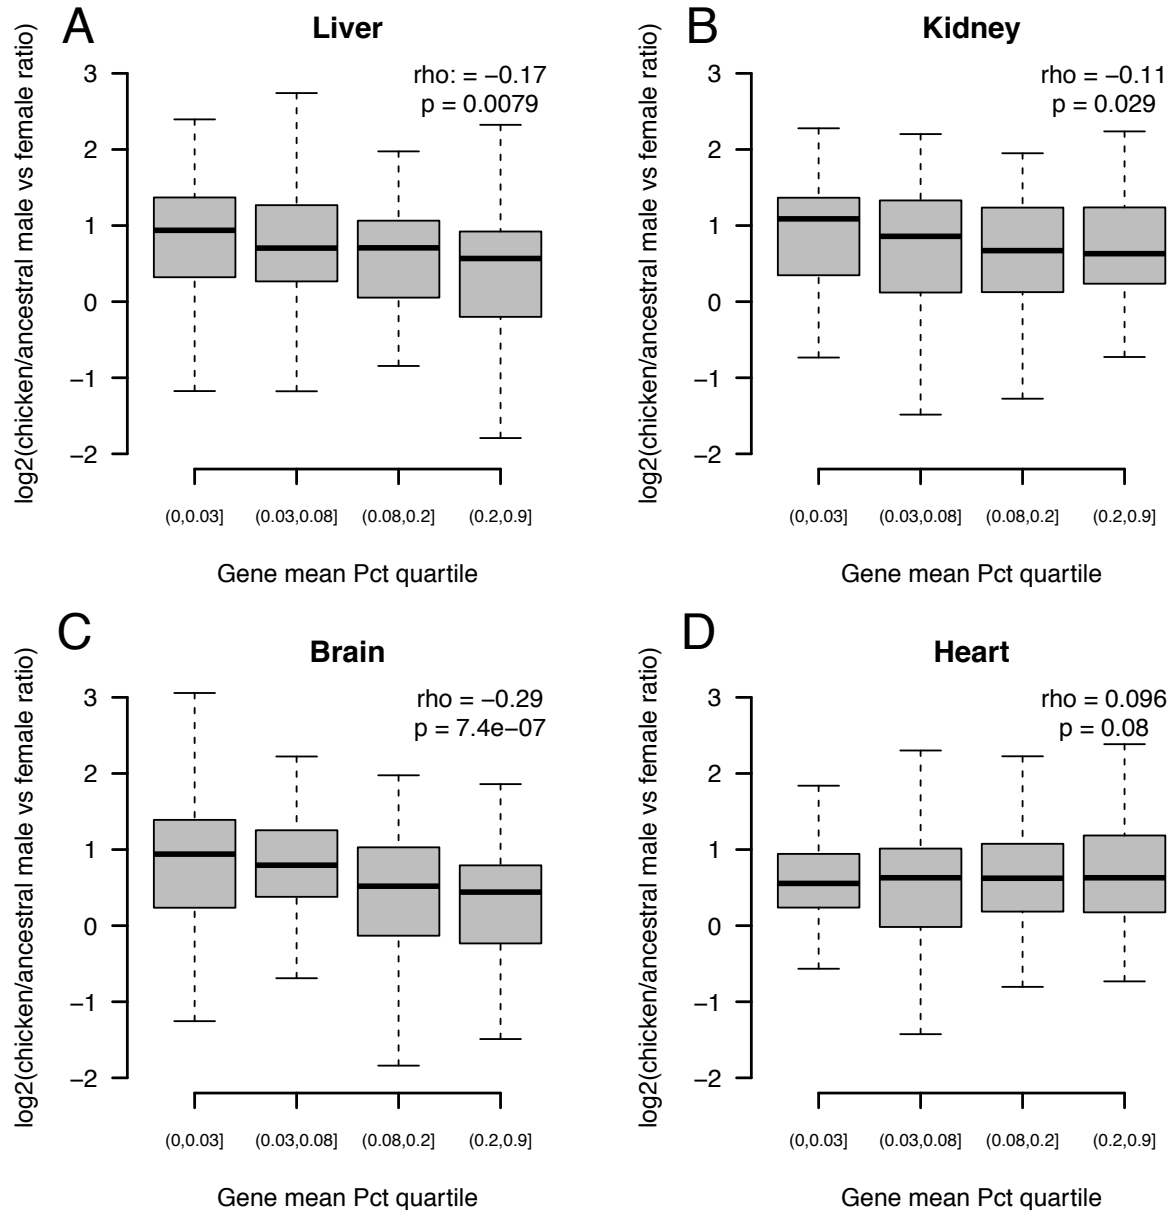 A
Liver
rho: = −0.17
p = 0.0079
log2(chicken/ancestral male vs female ratio)
3
2
1
0
−1
−2
(0,0.03]
(0.03,0.08]
(0.08,0.2]
(0.2,0.9]
Gene mean Pct quartile
B
Kidney
rho = −0.11
p = 0.029
log2(chicken/ancestral male vs female ratio)
3
2
1
0
−1
−2
(0,0.03]
(0.03,0.08]
(0.08,0.2]
(0.2,0.9]
Gene mean Pct quartile
C
Brain
rho = −0.29
p = 7.4e−07
log2(chicken/ancestral male vs female ratio)
3
2
1
0
−1
−2
(0,0.03]
(0.03,0.08]
(0.08,0.2]
(0.2,0.9]
Gene mean Pct quartile
D
Heart
rho = 0.096
p = 0.08
log2(chicken/ancestral male vs female ratio)
3
2
1
0
−1
−2
(0,0.03]
(0.03,0.08]
(0.08,0.2]
(0.2,0.9]
Gene mean Pct quartile